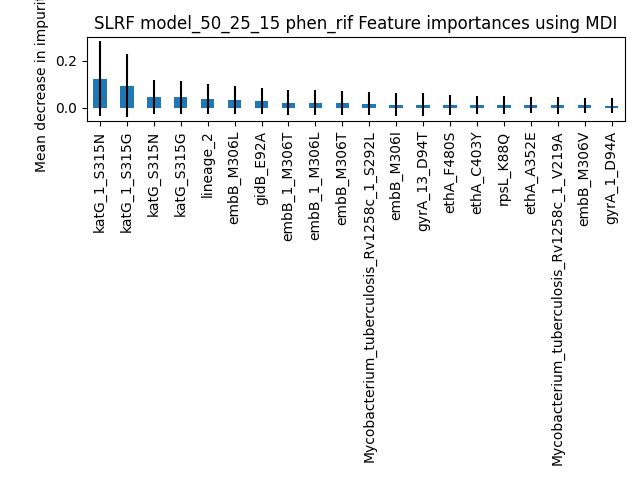 SLRF model_50_25_15 phen_rif Feature importances using MDI
Mean decrease in impurit
0.2
0.0
katG_1_S315N
katG_1_S315G
katG_S315N
katG_S315G
lineage_2
embB_M306L
gidB_E92A
embB_1_M306T
embB_1_M306L
embB_M306T
Mycobacterium_tuberculosis_Rv1258c_1_S292L
embB_M306I
gyrA_13_D94T
ethA_F480S
ethA_C403Y
rpsL_K88Q
ethA_A352E
Mycobacterium_tuberculosis_Rv1258c_1_V219A
embB_M306V
gyrA_1_D94A